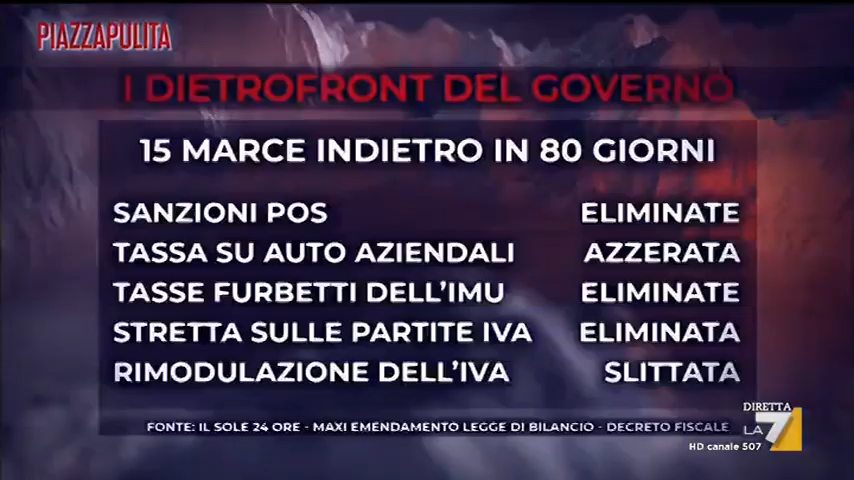 PIAZZAPULITA
I DIETROFRONT DEL GOVERNO
15 MARCE INDIETRO IN 80 GIORNI
SANZIONI POS ELIMINATE
TASSA SU AUTO AZIENDALI AZZERATA
TASSE FURBETTI DELL'IMU ELIMINATE
STRETTA SULLE PARTITE IVA ELIMINATA
RIMODULAZIONE DELL'IVA SLITTATA
FONTE: IL SOLE 24 ORE - MAXI EMENDAMENTO LEGGE DI BILANCIO - DECRETO FISCALE
DIRETTA
LA 7
HD canale 507